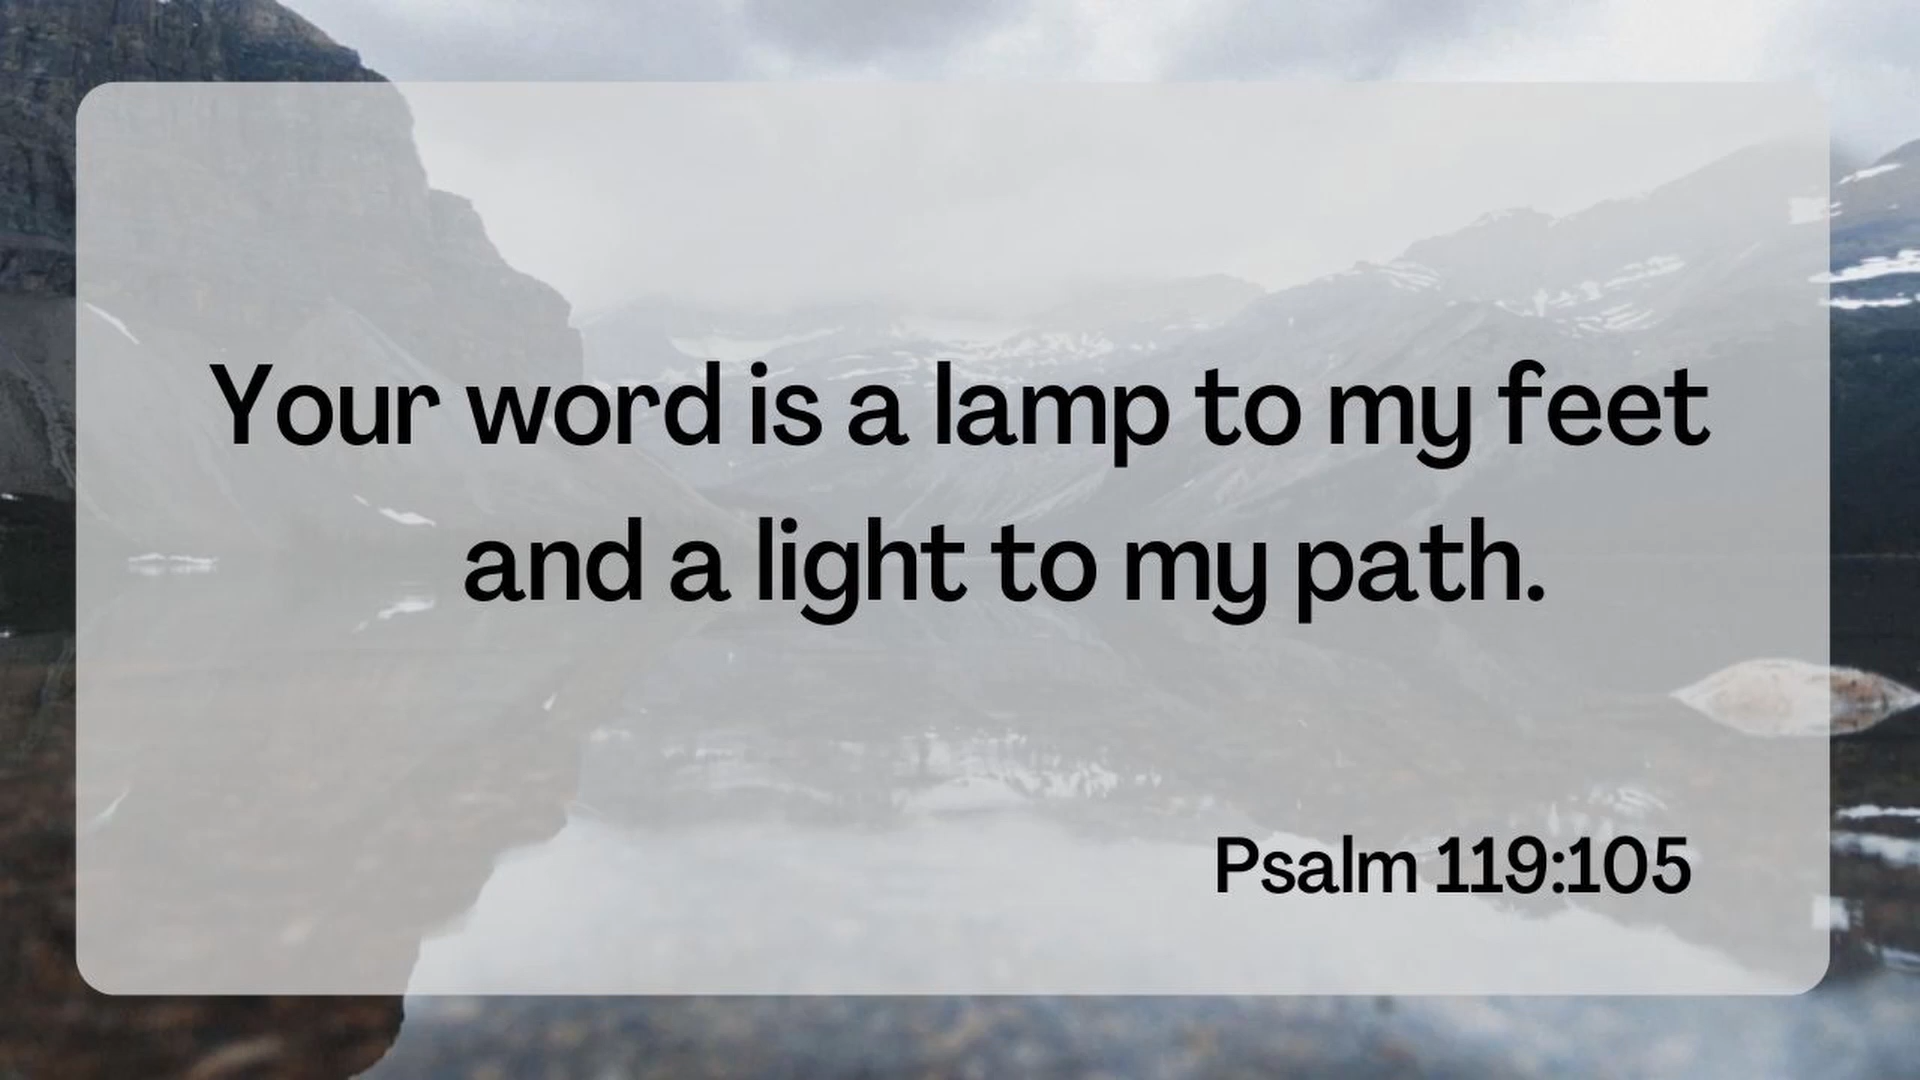 Your word is a lamp to my feet
and a light to my path.
Psalm 119:105